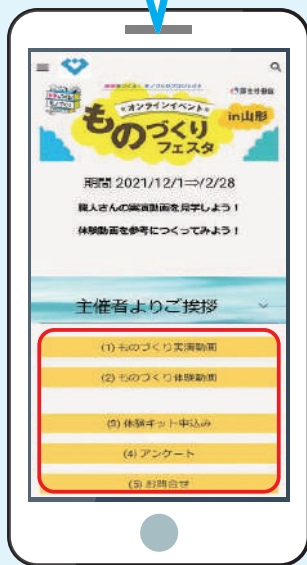 オンラインイベント
ものづくり
フェスタ
in山形
期間 2021/12/1⇒/2/28
職人さんの実演動画を見学しよう！
体験動画を参考につくってみよう！
主催者よりご挨拶
(1) ものづくり実演動画
(2) ものづくり体験動画
(3) 体験キット申込み
(4) アンケート
(5) お問合せ